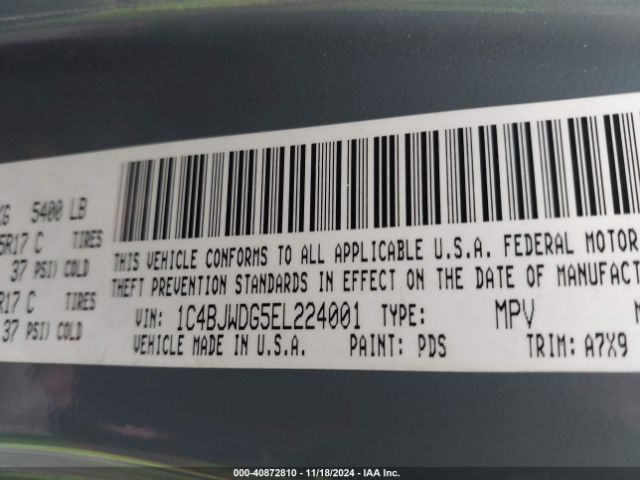 KG 5400 LB
5R17 C TIRES
37 PSI) COLD
R17 C TIRES
37 PSI) COLD
THIS VEHICLE CONFORMS TO ALL APPLICABLE U.S.A. FEDERAL MOTOR
THEFT PREVENTION STANDARDS IN EFFECT ON THE DATE OF MANUFAC
VIN: 1C4BJWDG5EL224001 TYPE: MPV
VEHICLE MADE IN U.S.A. PAINT: PDS TRIM: A7X9
000-40872810 - 11/18/2024 - IAA Inc.